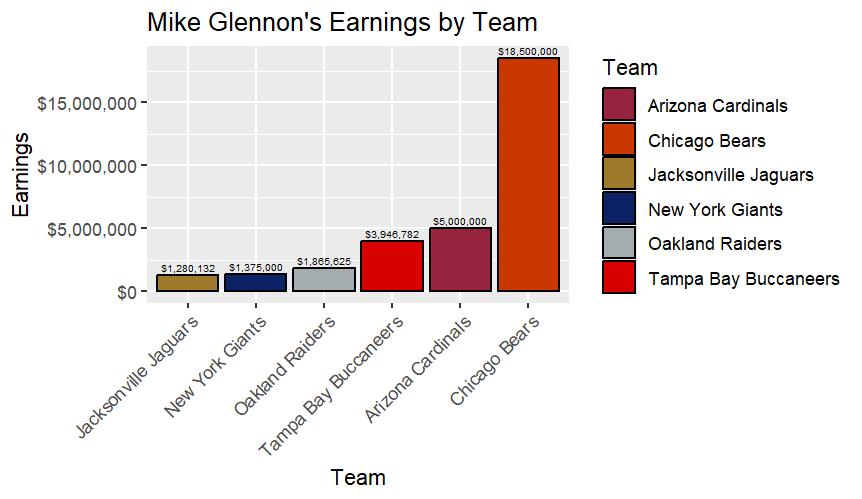 Mike Glennon's Earnings by Team
Earnings
$15,000,000
$10,000,000
$5,000,000
$0
$1,280,132
$1,375,000
$1,865,625
$3,946,782
$5,000,000
$18,500,000
Jacksonville Jaguars
New York Giants
Oakland Raiders
Tampa Bay Buccaneers
Arizona Cardinals
Chicago Bears
Team
Team
Arizona Cardinals
Chicago Bears
Jacksonville Jaguars
New York Giants
Oakland Raiders
Tampa Bay Buccaneers